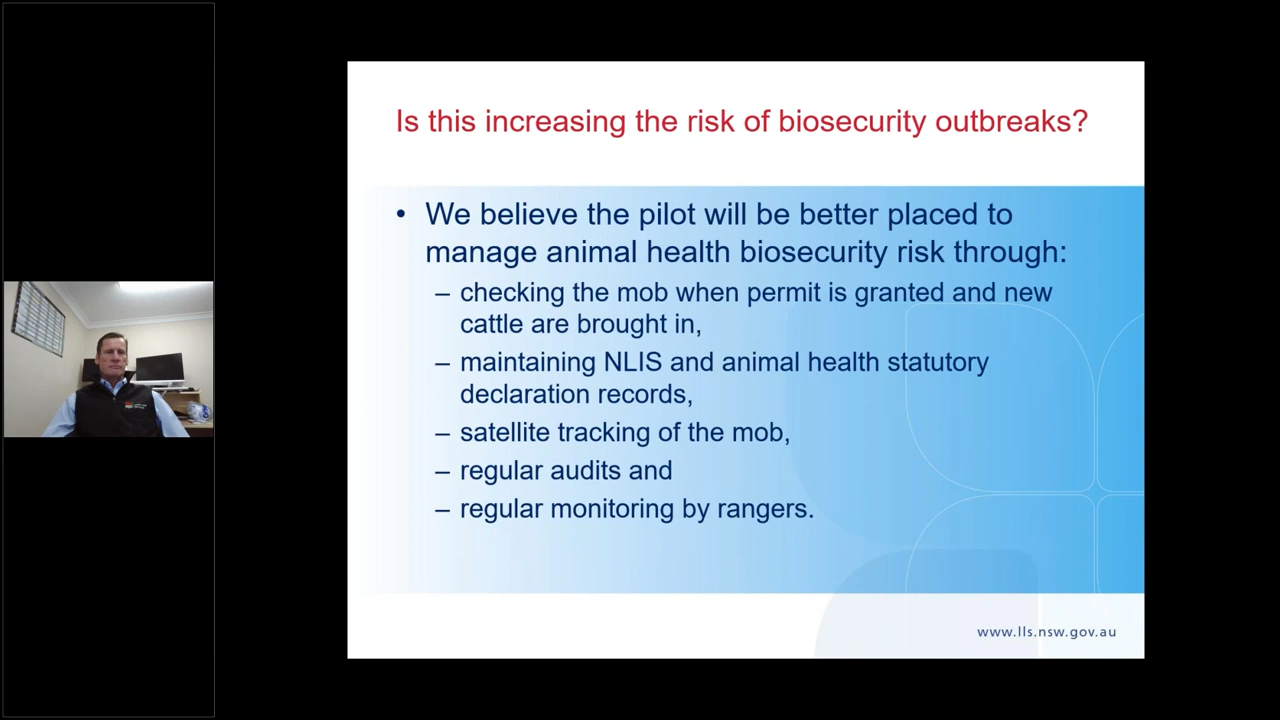 Is this increasing the risk of biosecurity outbreaks?
• We believe the pilot will be better placed to
manage animal health biosecurity risk through:
– checking the mob when permit is granted and new
cattle are brought in,
– maintaining NLIS and animal health statutory
declaration records,
– satellite tracking of the mob,
– regular audits and
– regular monitoring by rangers.
www.lls.nsw.gov.au